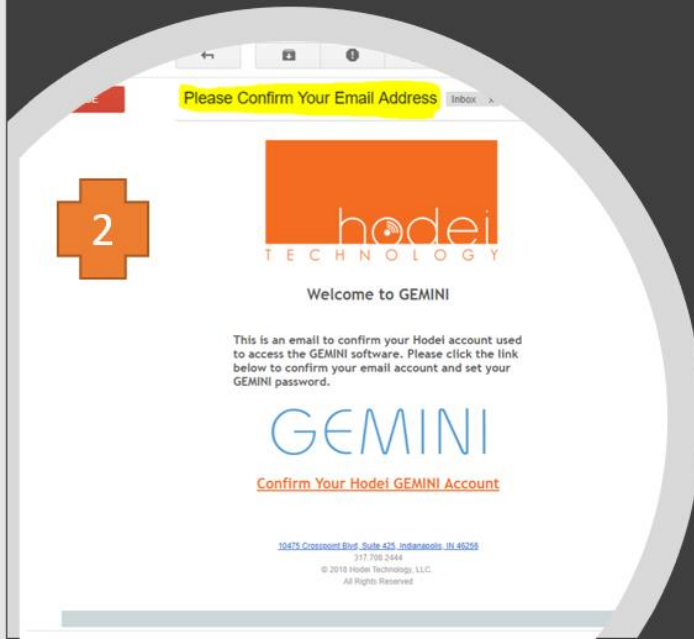 Please Confirm Your Email Address Inbox x
2
hodei
TECHNOLOGY
Welcome to GEMINI
This is an email to confirm your Hodei account used
to access the GEMINI software. Please click the link
below to confirm your email account and set your
GEMINI password.
GEMINI
Confirm Your Hodei GEMINI Account
10475 Crosspoint Blvd, Suite 425, Indianapolis, IN 46256
317.708.2444
© 2018 Hodei Technology, LLC.
All Rights Reserved